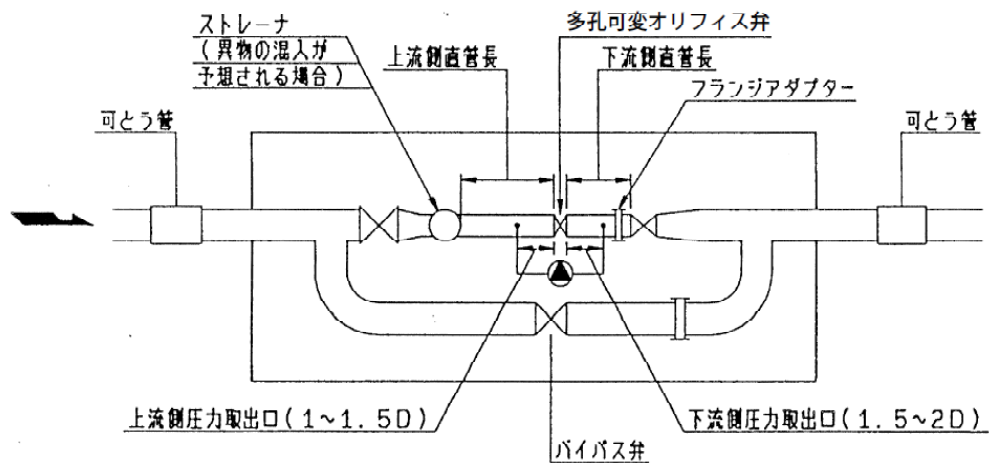 ストレーナ
(異物の混入が
予想される場合)
多孔可変オリフィス弁
上流側直管長
下流側直管長
フランジアダプター
可とう管
可とう管
上流側圧力取出口(1~1.5D)
下流側圧力取出口(1.5~2D)
バイパス弁